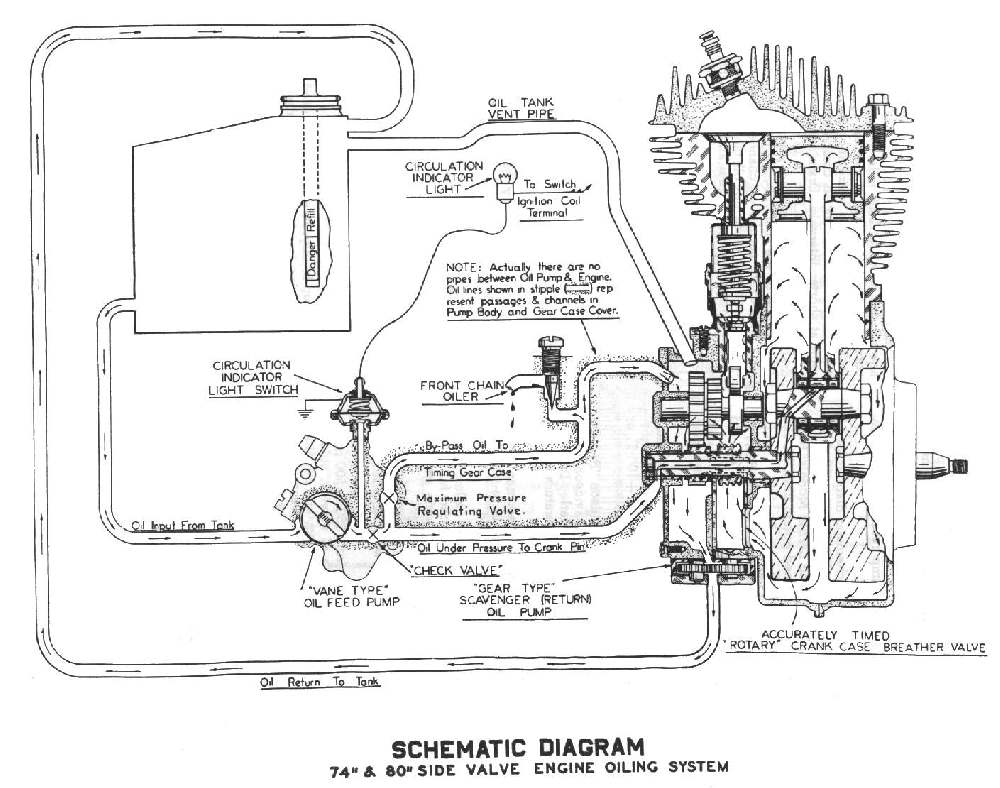 OIL TANK
VENT PIPE
CIRCULATION
INDICATOR
LIGHT
To Switch
Ignition Coil
Terminal
Danger Refill
NOTE: Actually there are no
pipes between Oil Pump & Engine.
Oil lines shown in stipple ( ) rep
resent passages & channels in
Pump Body and Gear Case Cover.
CIRCULATION
INDICATOR
LIGHT SWITCH
FRONT CHAIN
OILER
By-Pass Oil To
Timing Gear Case
Maximum Pressure
Regulating Valve.
Oil Input From Tank
Oil Under Pressure To Crank Pin
"CHECK VALVE"
"VANE TYPE"
OIL FEED PUMP
"GEAR TYPE"
SCAVENGER (RETURN)
OIL PUMP
ACCURATELY TIMED
"ROTARY" CRANK CASE BREATHER VALVE
Oil Return To Tank
SCHEMATIC DIAGRAM
74" & 80" SIDE VALVE ENGINE OILING SYSTEM